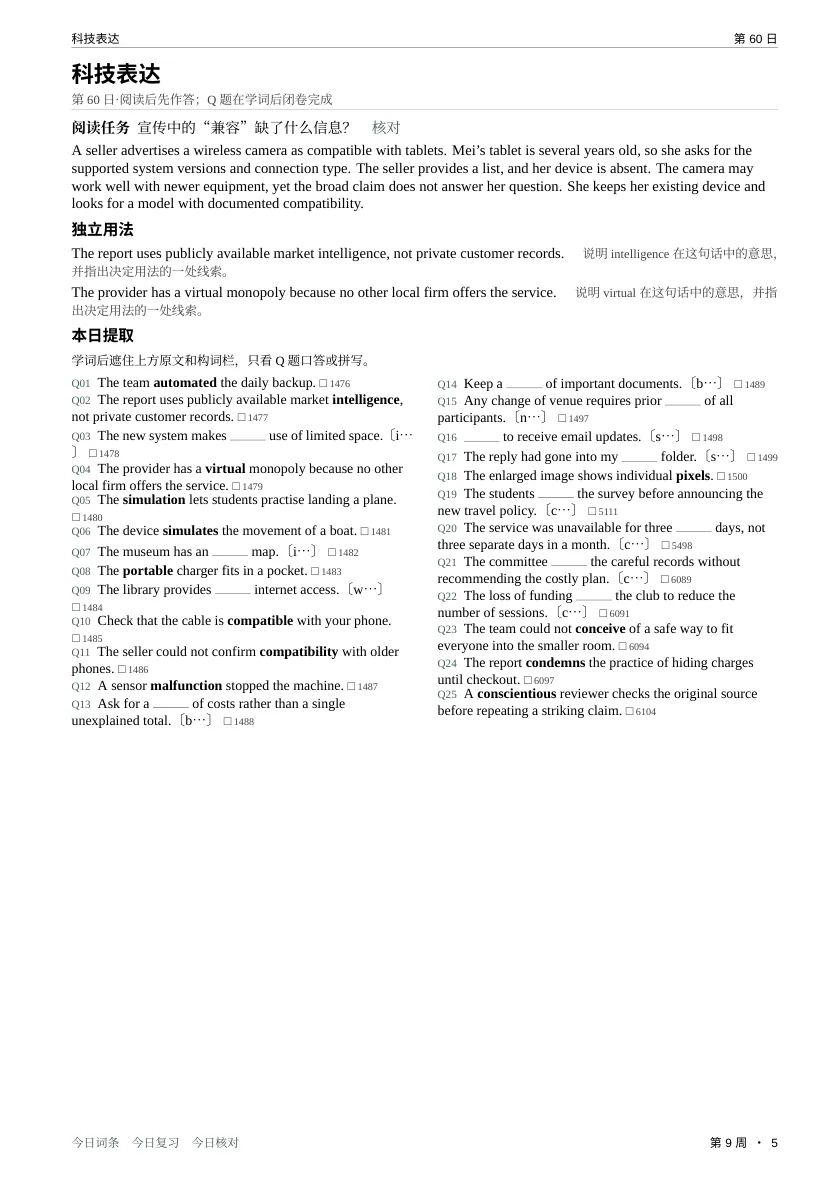 科技表达 第 60 日
科技表达
第 60 日·阅读后先作答；Q 题在学词后闭卷完成
阅读任务 宣传中的“兼容”缺了什么信息？ 核对
A seller advertises a wireless camera as compatible with tablets. Mei’s tablet is several years old, so she asks for the
supported system versions and connection type. The seller provides a list, and her device is absent. The camera may
work well with newer equipment, yet the broad claim does not answer her question. She keeps her existing device and
looks for a model with documented compatibility.
独立用法
The report uses publicly available market intelligence, not private customer records. 说明 intelligence 在这句话中的意思，
并指出决定用法的一处线索。
The provider has a virtual monopoly because no other local firm offers the service. 说明 virtual 在这句话中的意思，并指
出决定用法的一处线索。
本日提取
学词后遮住上方原文和构词栏，只看 Q 题口答或拼写。
Q01 The team automated the daily backup. □ 1476
Q02 The report uses publicly available market intelligence,
not private customer records. □ 1477
Q03 The new system makes _____ use of limited space.〔i…
〕 □ 1478
Q04 The provider has a virtual monopoly because no other
local firm offers the service. □ 1479
Q05 The simulation lets students practise landing a plane.
□ 1480
Q06 The device simulates the movement of a boat. □ 1481
Q07 The museum has an _____ map.〔i…〕 □ 1482
Q08 The portable charger fits in a pocket. □ 1483
Q09 The library provides _____ internet access.〔w…〕
□ 1484
Q10 Check that the cable is compatible with your phone.
□ 1485
Q11 The seller could not confirm compatibility with older
phones. □ 1486
Q12 A sensor malfunction stopped the machine. □ 1487
Q13 Ask for a _____ of costs rather than a single
unexplained total.〔b…〕 □ 1488
Q14 Keep a _____ of important documents.〔b…〕 □ 1489
Q15 Any change of venue requires prior _____ of all
participants.〔n…〕 □ 1497
Q16 _____ to receive email updates.〔s…〕 □ 1498
Q17 The reply had gone into my _____ folder.〔s…〕 □ 1499
Q18 The enlarged image shows individual pixels. □ 1500
Q19 The students _____ the survey before announcing the
new travel policy.〔c…〕 □ 5111
Q20 The service was unavailable for three _____ days, not
three separate days in a month.〔c…〕 □ 5498
Q21 The committee _____ the careful records without
recommending the costly plan.〔c…〕 □ 6089
Q22 The loss of funding _____ the club to reduce the
number of sessions.〔c…〕 □ 6091
Q23 The team could not conceive of a safe way to fit
everyone into the smaller room. □ 6094
Q24 The report condemns the practice of hiding charges
until checkout. □ 6097
Q25 A conscientious reviewer checks the original source
before repeating a striking claim. □ 6104
今日词条 今日复习 今日核对 第 9 周 · 5